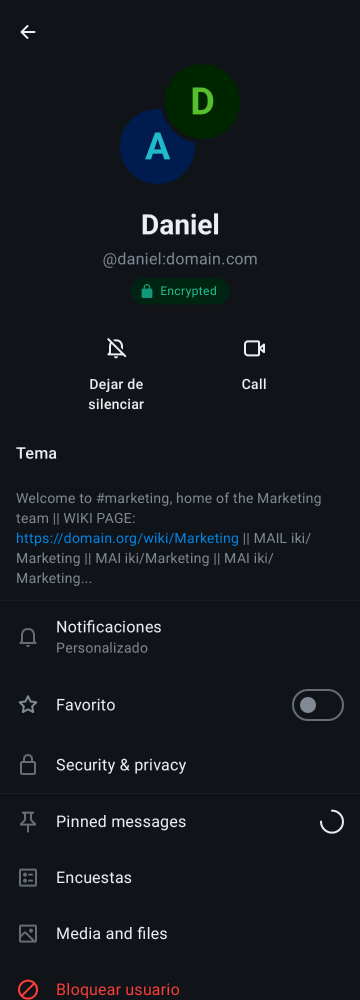 D
A
Daniel
@daniel:domain.com
Encrypted
Dejar de
silenciar
Call
Tema
Welcome to #marketing, home of the Marketing
team || WIKI PAGE:
https://domain.org/wiki/Marketing || MAIL iki/
Marketing || MAI iki/Marketing || MAI iki/
Marketing...
Notificaciones
Personalizado
Favorito
Security & privacy
Pinned messages
Encuestas
Media and files
Bloquear usuario